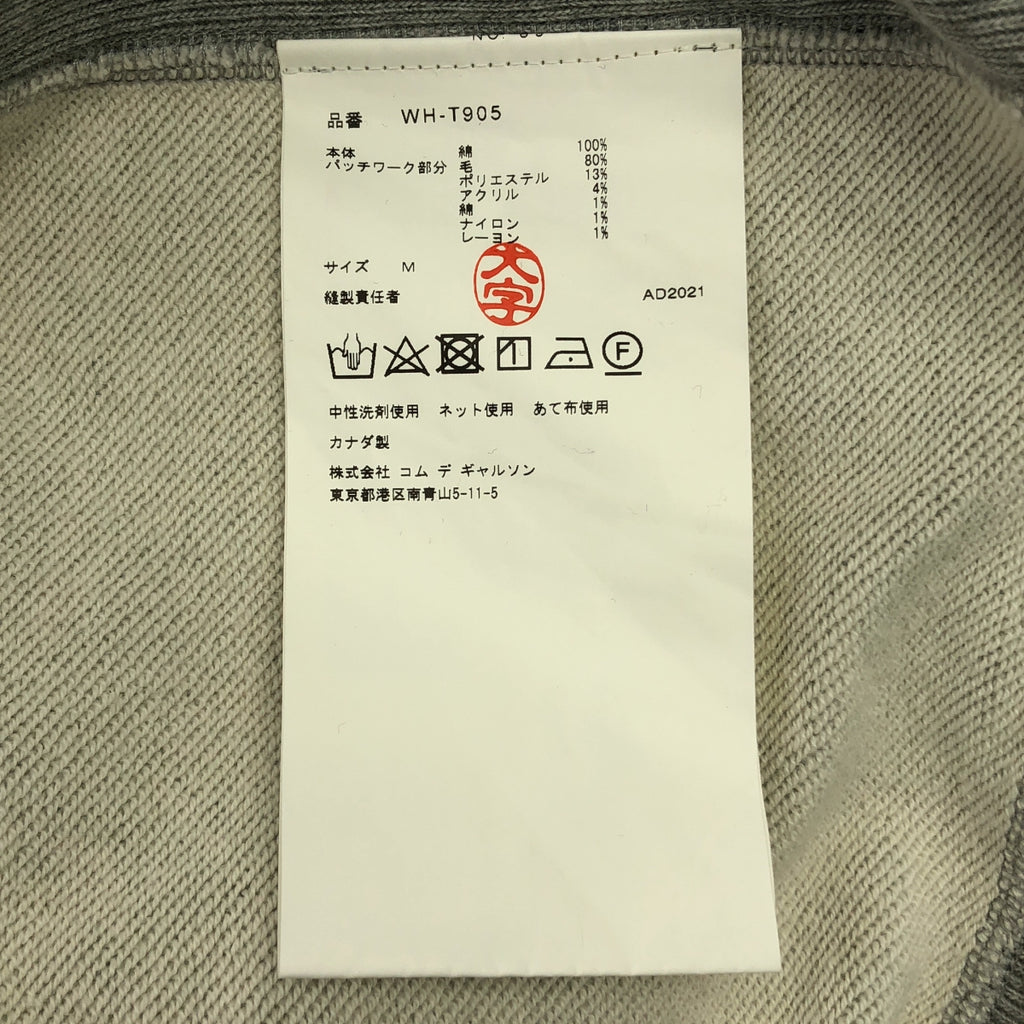 品番 WH-T905
本体 綿 100%
パッチワーク部分 毛 80%
ポリエステル 13%
アクリル 4%
綿 1%
ナイロン 1%
レーヨン 1%
サイズ M
縫製責任者 大字 AD2021
F
中性洗剤使用 ネット使用 あて布使用
カナダ製
株式会社 コム デ ギャルソン
東京都港区南青山5-11-5